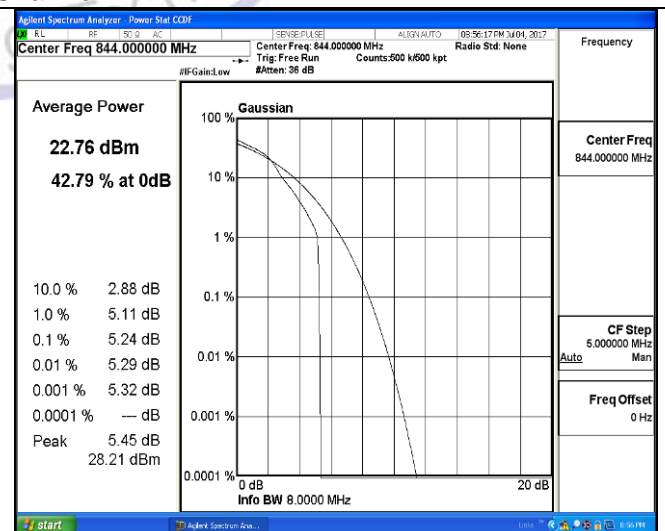 Agilent Spectrum Analyzer - Power Stat CCDF
RL RF 50 Ω AC SENSE:PULSE ALIGN AUTO 08:56:17 PM Jul 04, 2017
Center Freq 844.000000 MHz
Center Freq: 844.000000 MHz Radio Std: None
Trig: Free Run Counts:500 k/500 kpt
#IFGain:Low #Atten: 36 dB
Frequency
Average Power
22.76 dBm
42.79 % at 0dB
10.0 % 2.88 dB
1.0 % 5.11 dB
0.1 % 5.24 dB
0.01 % 5.29 dB
0.001 % 5.32 dB
0.0001 % --- dB
Peak 5.45 dB
28.21 dBm
Gaussian
100 %
10 %
1 %
0.1 %
0.01 %
0.001 %
0.0001 %
0 dB 20 dB
Info BW 8.0000 MHz
Center Freq
844.000000 MHz
CF Step
5.000000 MHz
Auto Man
Freq Offset
0 Hz
start Agilent Spectrum Ana... Links » 8:56 PM